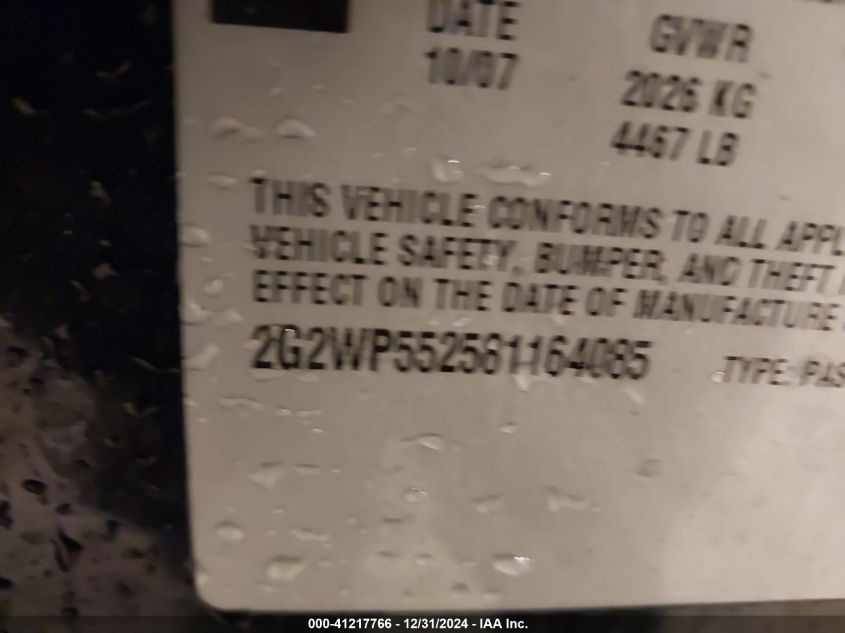 DATE GVWR
10/07 2026 KG
4467 LB
THIS VEHICLE CONFORMS TO ALL APPL
VEHICLE SAFETY, BUMPER, AND THEFT
EFFECT ON THE DATE OF MANUFACTURE
2G2WP552581164085 TYPE: PAS
000-41217766 - 12/31/2024 - IAA Inc.